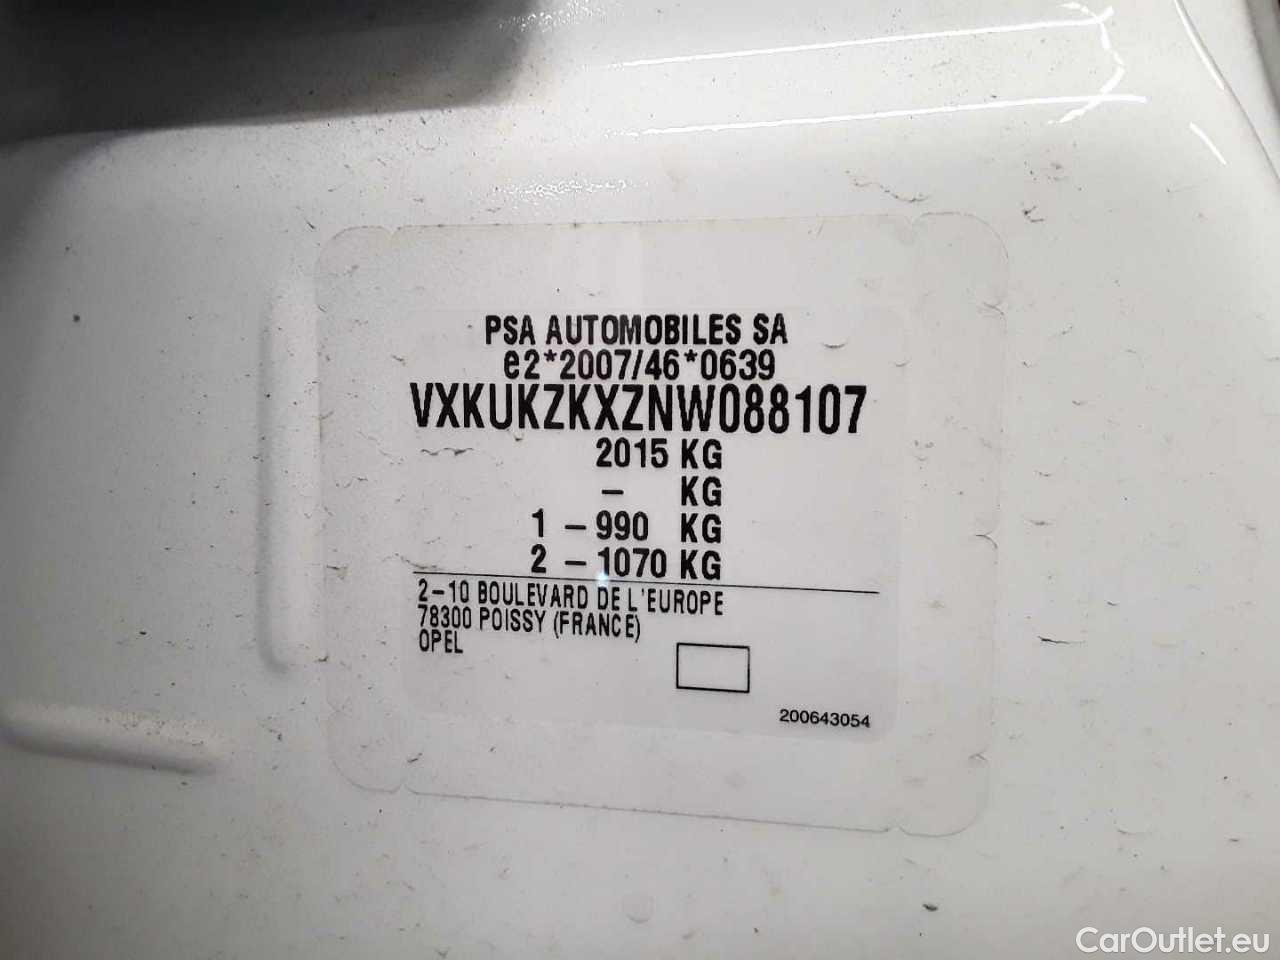 PSA AUTOMOBILES SA
e2*2007/46*0639
VXKUKZKXZNW088107
2015 KG
- KG
1 - 990 KG
2 - 1070 KG
2-10 BOULEVARD DE L'EUROPE
78300 POISSY (FRANCE)
OPEL
200643054
CarOutlet.eu